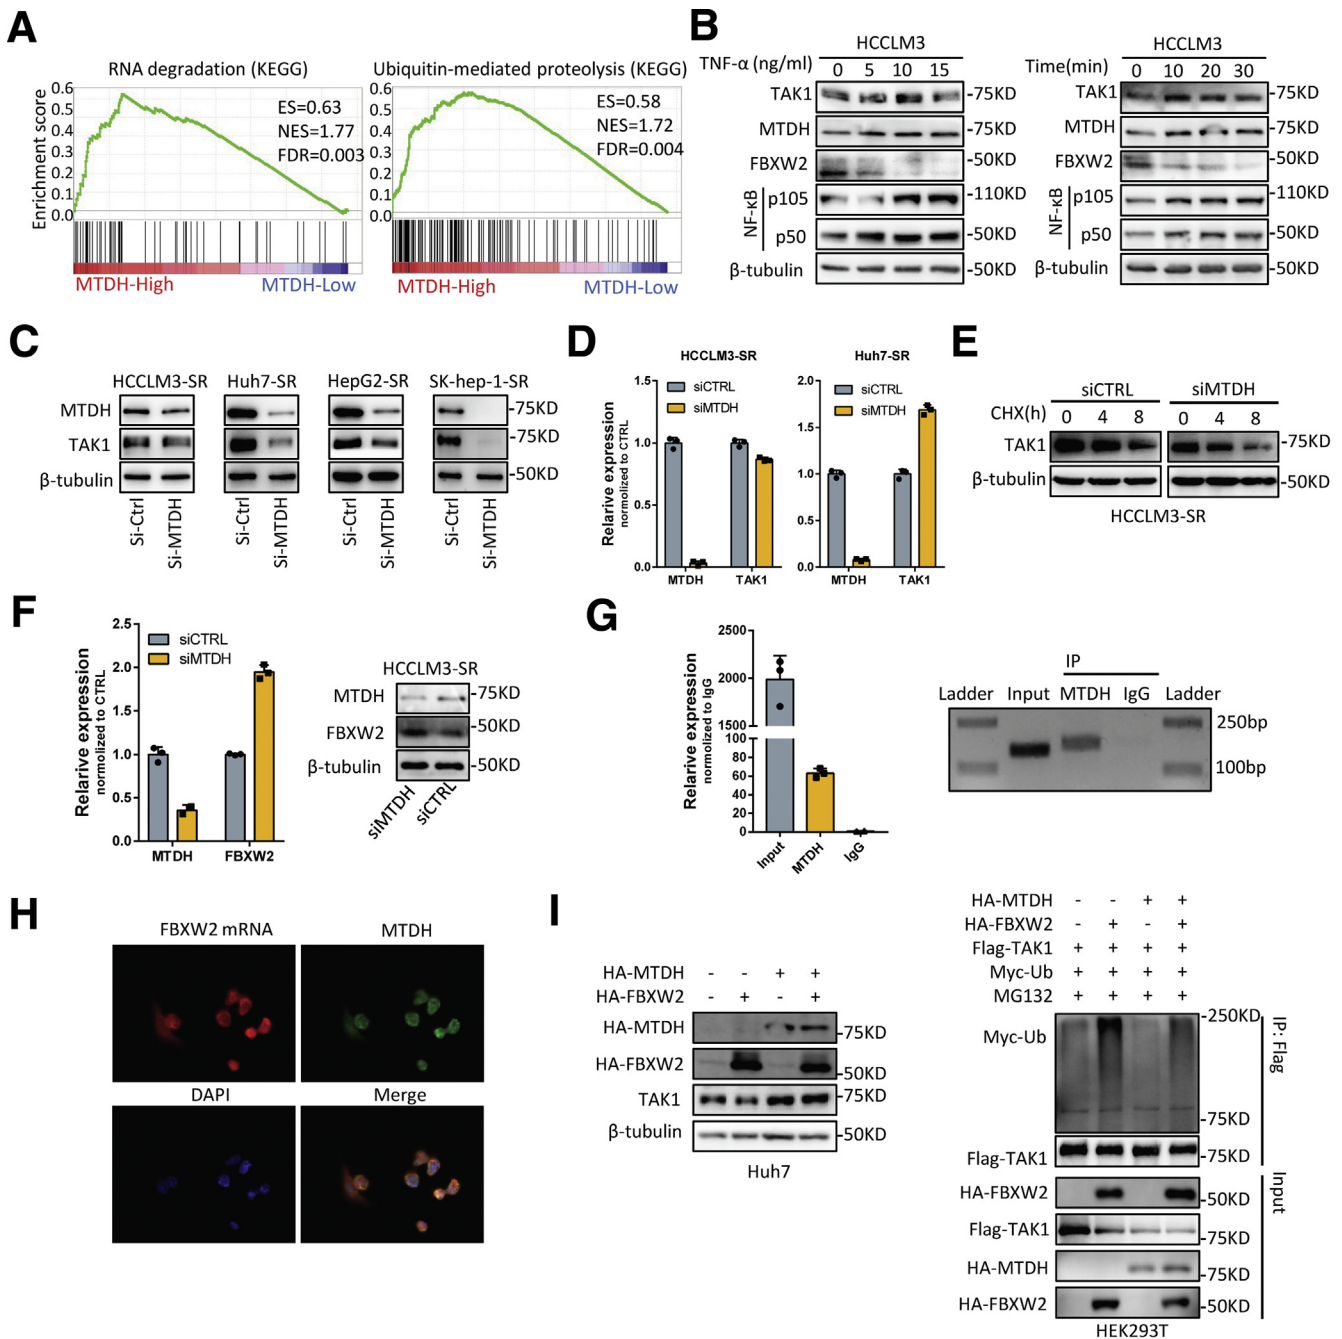 A
RNA degradation (KEGG)
Enrichment score
0.6
0.5
0.4
0.3
0.2
0.1
0.0
ES=0.63
NES=1.77
FDR=0.003
MTDH-High
MTDH-Low
Ubiquitin-mediated proteolysis (KEGG)
0.6
0.5
0.4
0.3
0.2
0.1
0.0
ES=0.58
NES=1.72
FDR=0.004
MTDH-High
MTDH-Low
B
HCCLM3
TNF-α (ng/ml) 0 5 10 15
TAK1 -75KD
MTDH -75KD
FBXW2 -50KD
NF-κB
p105 -110KD
p50 -50KD
β-tubulin -50KD
HCCLM3
Time(min) 0 10 20 30
TAK1 -75KD
MTDH -75KD
FBXW2 -50KD
NF-κB
p105 -110KD
p50 -50KD
β-tubulin -50KD
C
HCCLM3-SR Huh7-SR HepG2-SR SK-hep-1-SR
MTDH -75KD
TAK1 -75KD
β-tubulin -50KD
Si-Ctrl Si-MTDH Si-Ctrl Si-MTDH Si-Ctrl Si-MTDH Si-Ctrl Si-MTDH
D
HCCLM3-SR
Relarive expression
normolized to CTRL
1.5
1.0
0.5
0.0
siCTRL
siMTDH
MTDH TAK1
Huh7-SR
2.0
1.5
1.0
0.5
0.0
siCTRL
siMTDH
MTDH TAK1
E
siCTRL siMTDH
CHX(h) 0 4 8 0 4 8
TAK1 -75KD
β-tubulin -50KD
HCCLM3-SR
F
Relarive expression
normolized to CTRL
2.5
2.0
1.5
1.0
0.5
0.0
siCTRL
siMTDH
MTDH FBXW2
HCCLM3-SR
MTDH -75KD
FBXW2 -50KD
β-tubulin -50KD
siMTDH siCTRL
G
Relarive expression
normolized to IgG
2500
2000
1500
100
80
60
40
20
0
Input MTDH IgG
IP
Ladder Input MTDH IgG Ladder
250bp
100bp
H
FBXW2 mRNA MTDH
DAPI Merge
I
HA-MTDH - - + +
HA-FBXW2 - + - +
HA-MTDH -75KD
HA-FBXW2 -50KD
TAK1 -75KD
β-tubulin -50KD
Huh7
HA-MTDH - - + +
HA-FBXW2 - + - +
Flag-TAK1 + + + +
Myc-Ub + + + +
MG132 + + + +
-250KD
Myc-Ub
-75KD
Flag-TAK1 -75KD
IP: Flag
HA-FBXW2 -50KD
Flag-TAK1 -75KD
HA-MTDH -75KD
HA-FBXW2 -50KD
Input
HEK293T